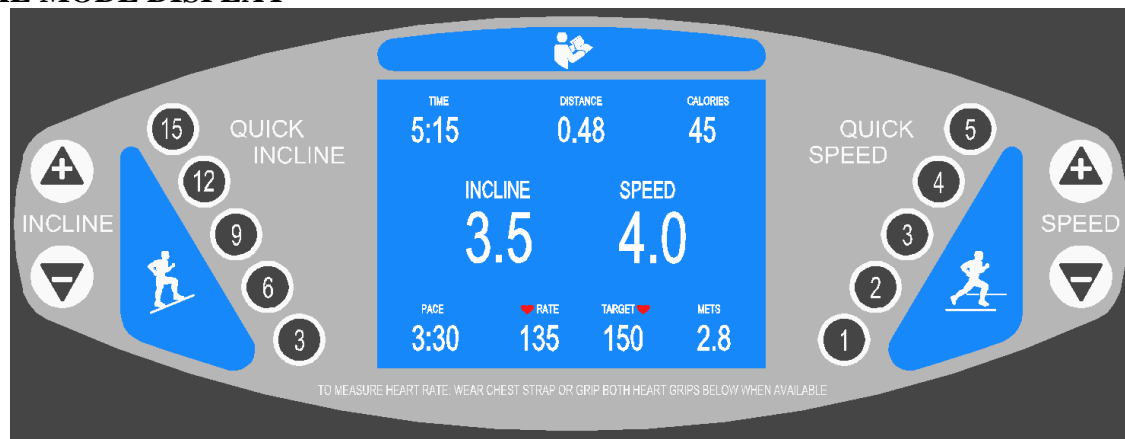 TIME DISTANCE CALORIES
5:15 0.48 45
15 QUICK INCLINE
12
9
6
3
QUICK SPEED 5
4
3
2
1
INCLINE
SPEED
INCLINE SPEED
3.5 4.0
PACE RATE TARGET METS
3:30 135 150 2.8
TO MEASURE HEART RATE: WEAR CHEST STRAP OR GRIP BOTH HEART GRIPS BELOW WHEN AVAILABLE